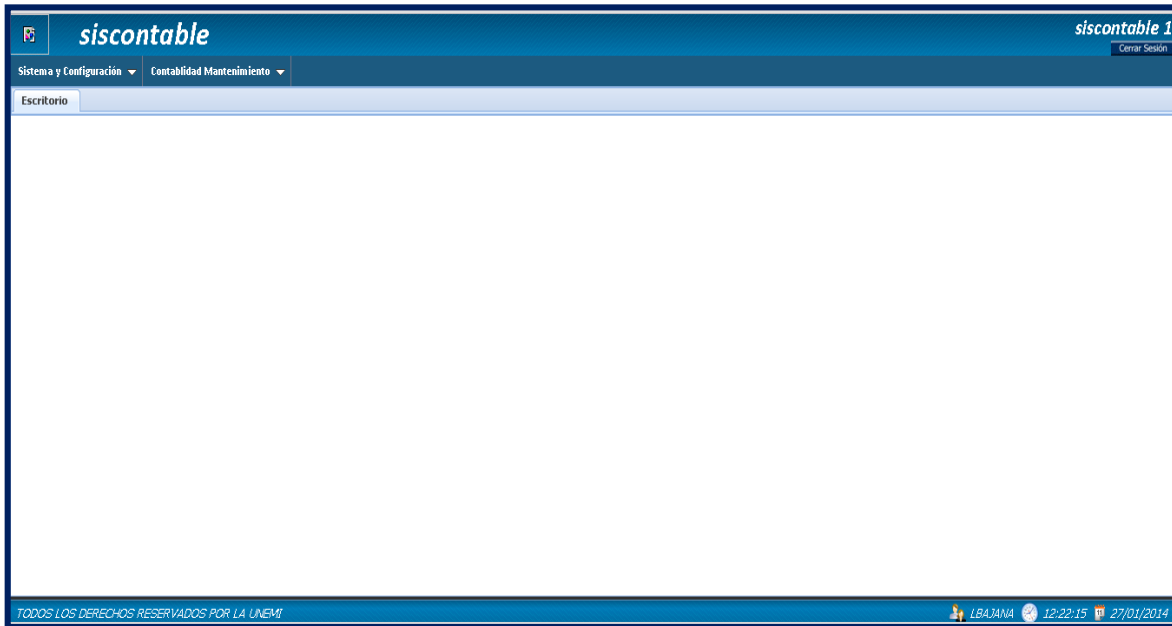 siscontable
siscontable 1
Cerrar Sesión
Sistema y Configuración
Contablidad Mantenimiento
Escritorio
TODOS LOS DERECHOS RESERVADOS POR LA UNEMI
LBAJANA 12:22:15 27/01/2014